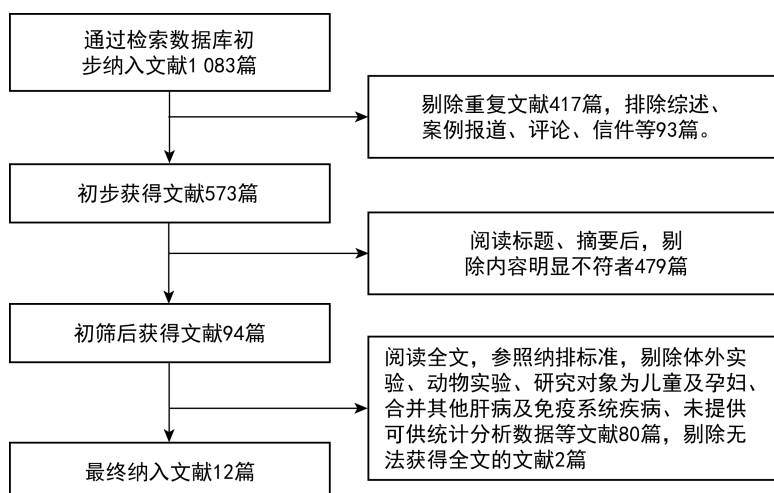 通过检索数据库初
步纳入文献1 083篇
剔除重复文献417篇，排除综述、
案例报道、评论、信件等93篇。
初步获得文献573篇
阅读标题、摘要后，剔
除内容明显不符者479篇
初筛后获得文献94篇
阅读全文，参照纳排标准，剔除体外实
验、动物实验、研究对象为儿童及孕妇、
合并其他肝病及免疫系统疾病、未提供
可供统计分析数据等文献80篇，剔除无
法获得全文的文献2篇
最终纳入文献12篇